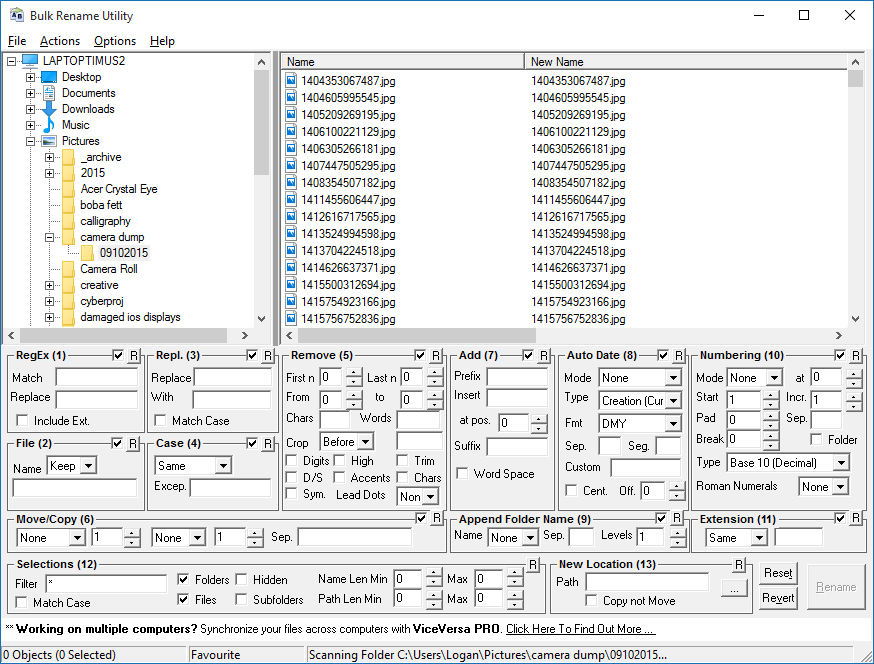 Bulk Rename Utility
File Actions Options Help
LAPTOPTIMUS2
Desktop
Documents
Downloads
Music
Pictures
_archive
2015
Acer Crystal Eye
boba fett
calligraphy
camera dump
09102015
Camera Roll
creative
cyberproj
damaged ios displays
Name New Name
1404353067487.jpg 1404353067487.jpg
1404605995545.jpg 1404605995545.jpg
1405209269195.jpg 1405209269195.jpg
1406100221129.jpg 1406100221129.jpg
1406305266181.jpg 1406305266181.jpg
1407447505295.jpg 1407447505295.jpg
1408354507182.jpg 1408354507182.jpg
1411455606447.jpg 1411455606447.jpg
1412616717565.jpg 1412616717565.jpg
1413524994598.jpg 1413524994598.jpg
1413704224518.jpg 1413704224518.jpg
1414626637371.jpg 1414626637371.jpg
1415500312694.jpg 1415500312694.jpg
1415754923166.jpg 1415754923166.jpg
1415756752836.jpg 1415756752836.jpg
RegEx (1) R
Match
Replace
Include Ext.
Repl. (3) R
Replace
With
Match Case
Remove (5) R
First n 0 Last n 0
From 0 to 0
Chars Words
Crop Before
Digits High Trim
D/S Accents Chars
Sym. Lead Dots Non
Add (7) R
Prefix
Insert
at pos. 0
Suffix
Word Space
Auto Date (8) R
Mode None
Type Creation (Cur
Fmt DMY
Sep. Seg.
Custom
Cent. Off. 0
Numbering (10) R
Mode None at 0
Start 1 Incr. 1
Pad 0 Sep.
Break 0 Folder
Type Base 10 (Decimal)
Roman Numerals None
File (2) R
Name Keep
Case (4) R
Same
Excep.
Move/Copy (6) R
None 1 None 1 Sep.
Append Folder Name (9) R
Name None Sep. Levels 1
Extension (11) R
Same
Selections (12) R
Filter * Folders Hidden Name Len Min 0 Max 0
Match Case Files Subfolders Path Len Min 0 Max 0
New Location (13) R
Path ...
Copy not Move
Reset
Revert
Rename
** Working on multiple computers? Synchronize your files across computers with ViceVersa PRO. Click Here To Find Out More ...
0 Objects (0 Selected) Favourite Scanning Folder C:\Users\Logan\Pictures\camera dump\09102015...